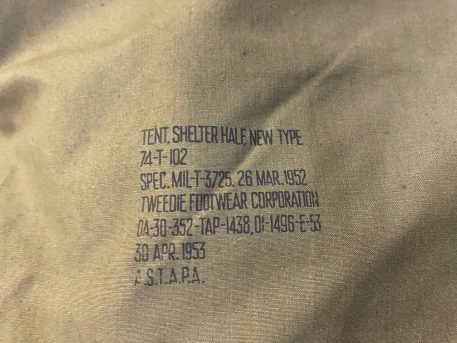 TENT, SHELTER HALF, NEW TYPE
74-T-102
SPEC. MIL-T-3725, 26 MAR. 1952
TWEEDIE FOOTWEAR CORPORATION
DA-30-352-TAP-1438, OI-1496-E-53
30 APR. 1953
A.S.T.A.P.A.